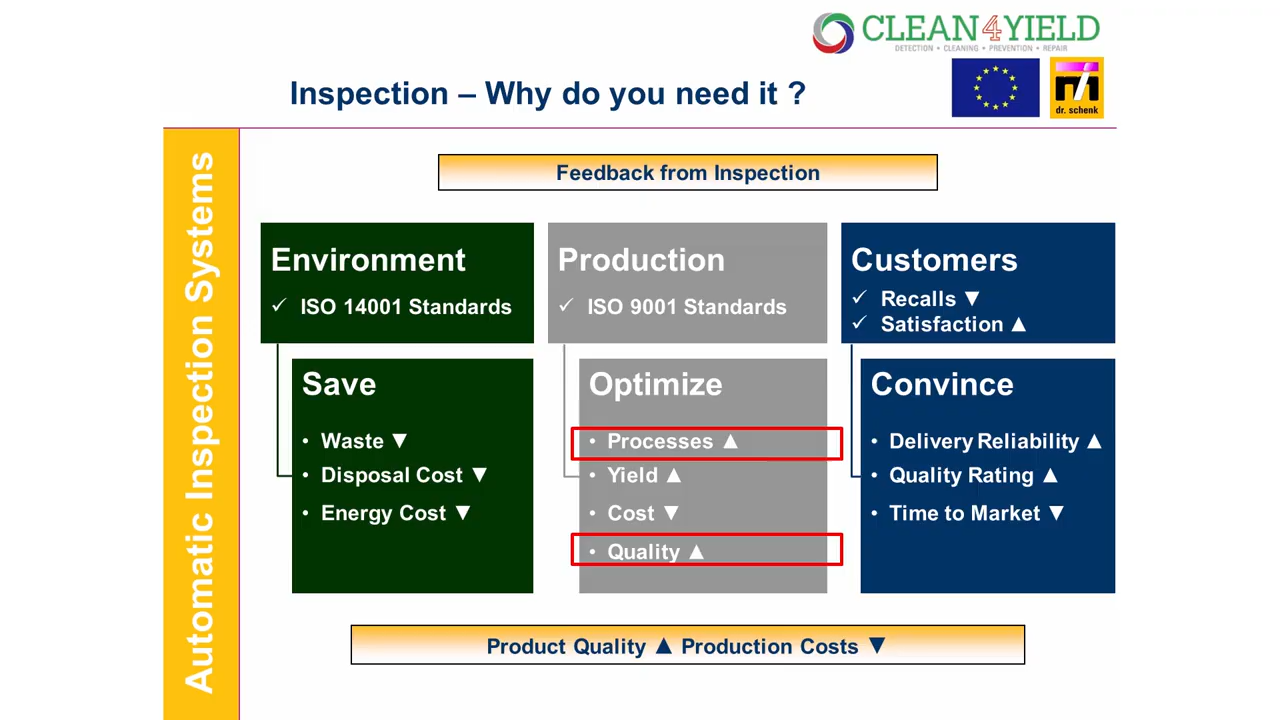 CLEAN4YIELD
DETECTION • CLEANING • PREVENTION • REPAIR
dr. schenk
Inspection – Why do you need it ?
Automatic Inspection Systems
Feedback from Inspection
Environment
✓ ISO 14001 Standards
Save
• Waste ▼
• Disposal Cost ▼
• Energy Cost ▼
Production
✓ ISO 9001 Standards
Optimize
• Processes ▲
• Yield ▲
• Cost ▼
• Quality ▲
Customers
✓ Recalls ▼
✓ Satisfaction ▲
Convince
• Delivery Reliability ▲
• Quality Rating ▲
• Time to Market ▼
Product Quality ▲ Production Costs ▼